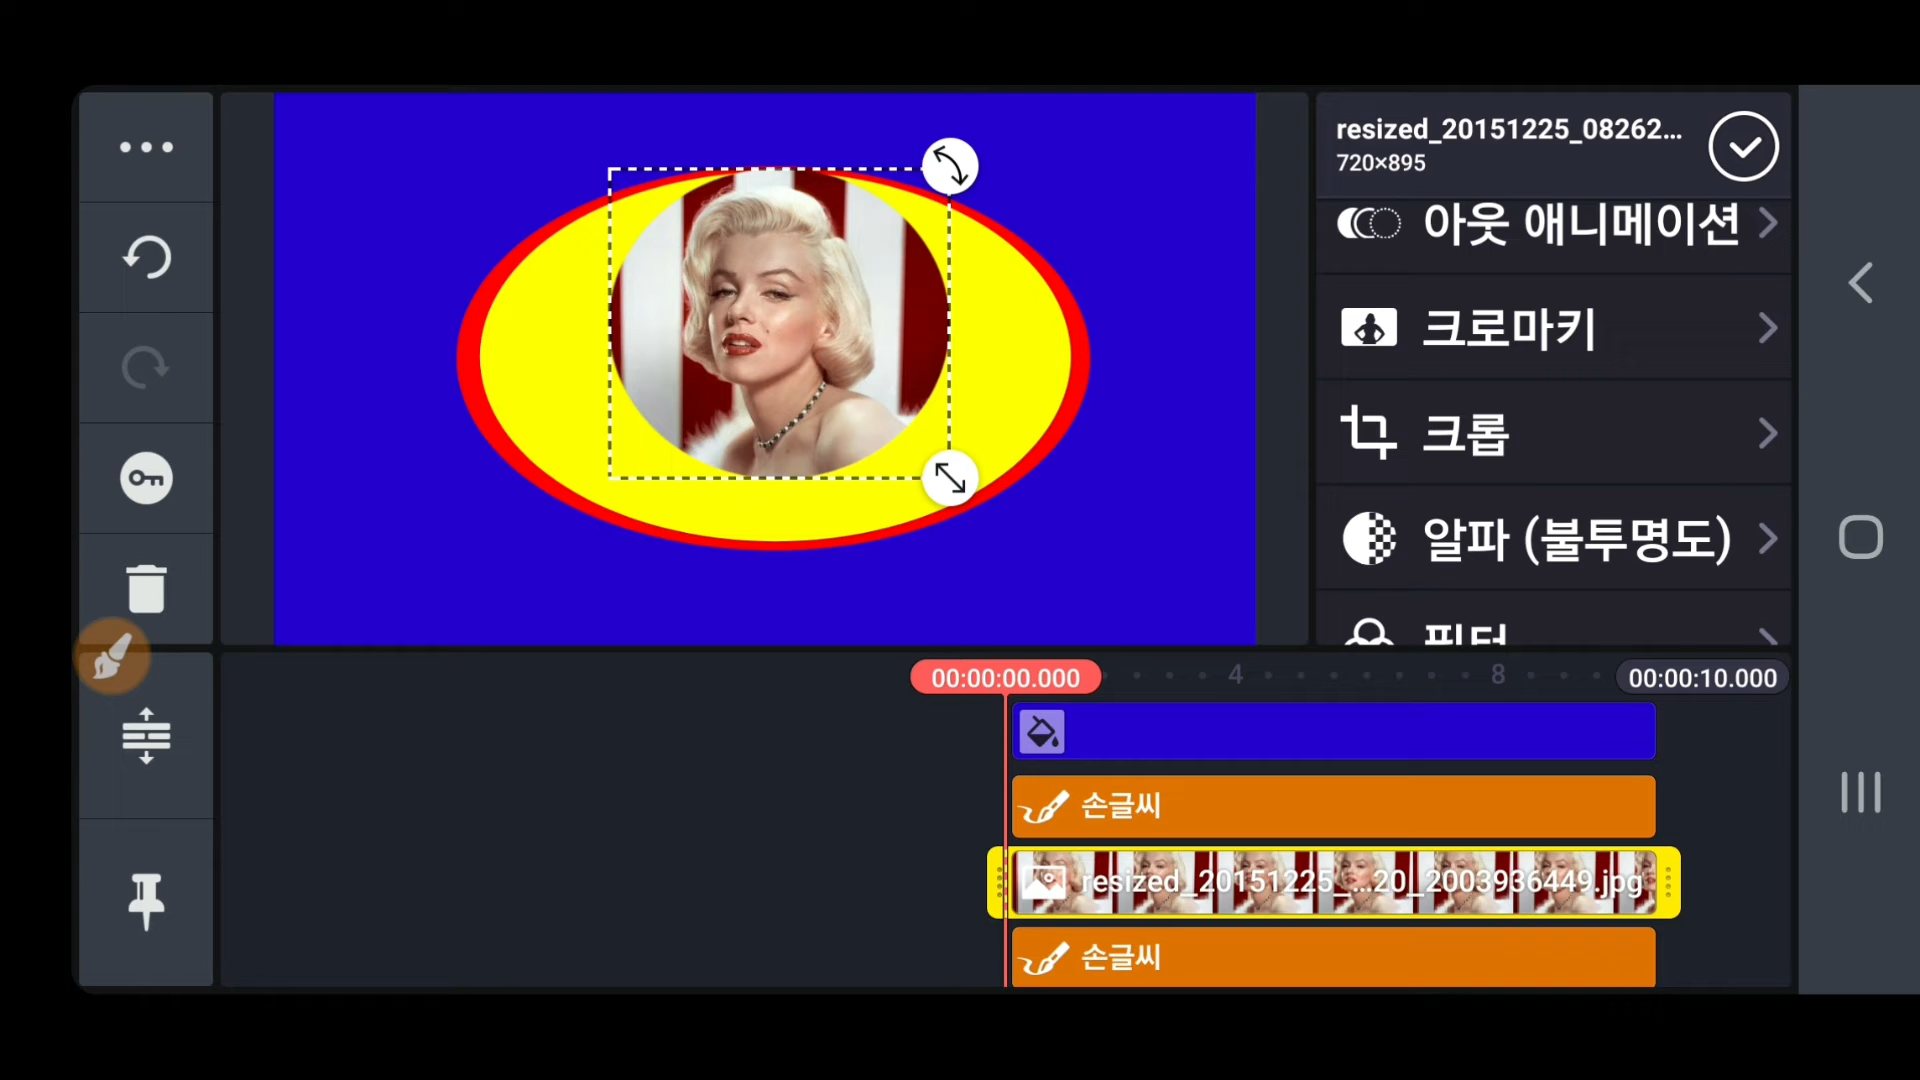 resized_20151225_08262...
720×895
아웃 애니메이션
크로마키
크롭
알파 (불투명도)
필터
00:00:00.000
4
8
00:00:10.000
손글씨
resized_20151225_...20_2003936449.jpg
손글씨